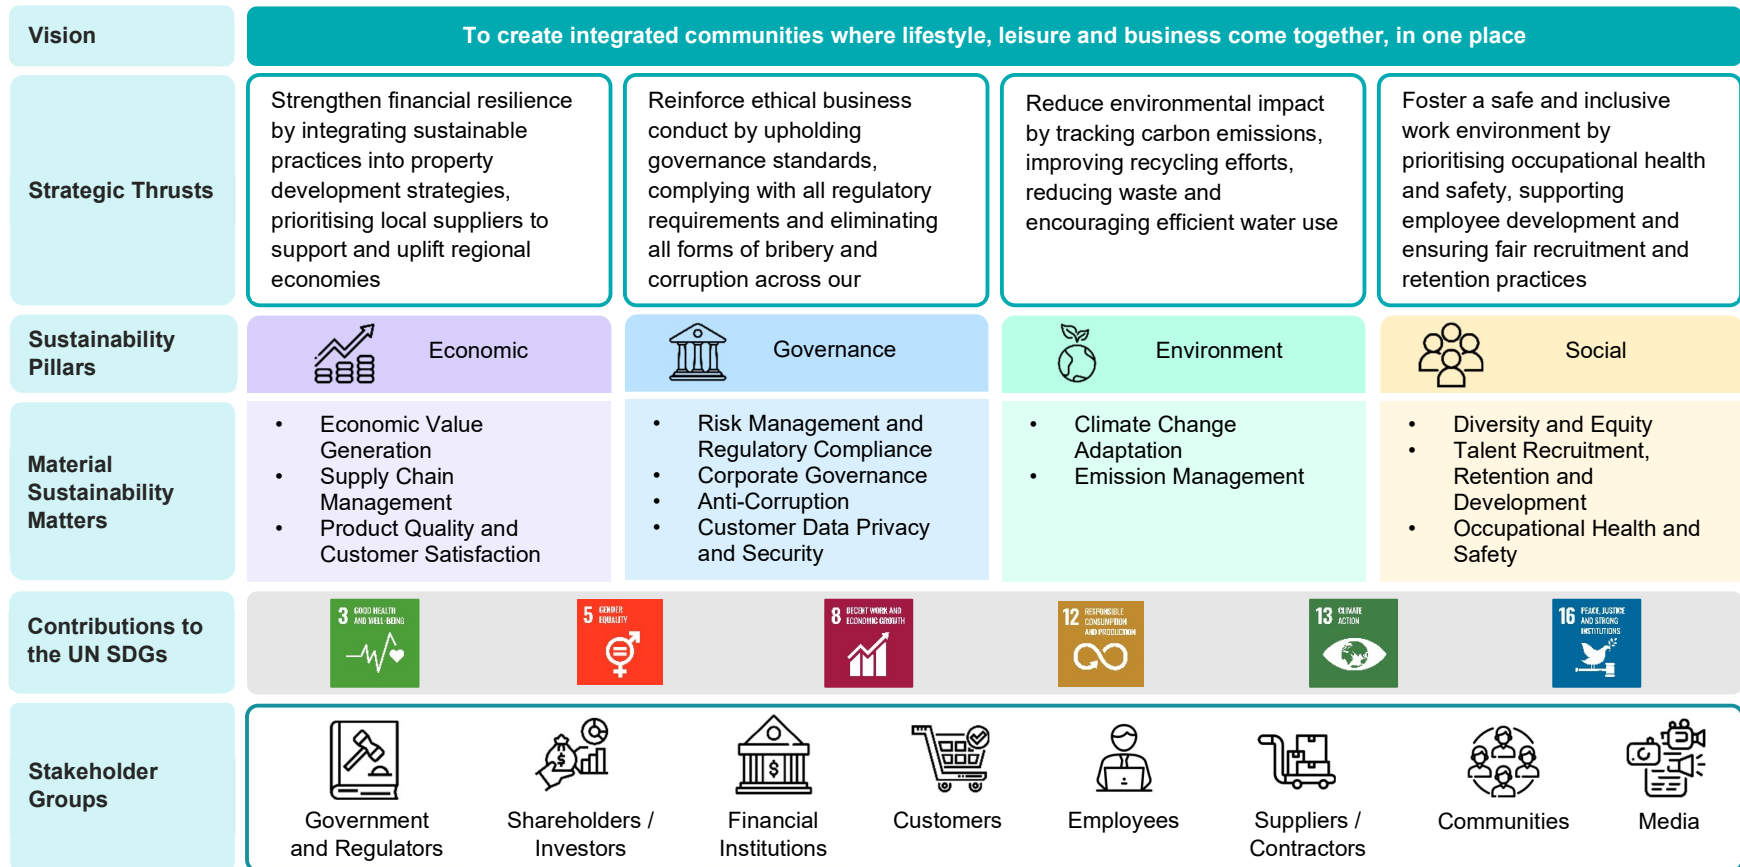 Vision
To create integrated communities where lifestyle, leisure and business come together, in one place
Strategic Thrusts
Strengthen financial resilience
by integrating sustainable
practices into property
development strategies,
prioritising local suppliers to
support and uplift regional
economies
Reinforce ethical business
conduct by upholding
governance standards,
complying with all regulatory
requirements and eliminating
all forms of bribery and
corruption across our
Reduce environmental impact
by tracking carbon emissions,
improving recycling efforts,
reducing waste and
encouraging efficient water use
Foster a safe and inclusive
work environment by
prioritising occupational health
and safety, supporting
employee development and
ensuring fair recruitment and
retention practices
Sustainability
Pillars
Economic
Governance
Environment
Social
Material
Sustainability
Matters
• Economic Value
Generation
• Supply Chain
Management
• Product Quality and
Customer Satisfaction
• Risk Management and
Regulatory Compliance
• Corporate Governance
• Anti-Corruption
• Customer Data Privacy
and Security
• Climate Change
Adaptation
• Emission Management
• Diversity and Equity
• Talent Recruitment,
Retention and
Development
• Occupational Health and
Safety
Contributions to
the UN SDGs
3 GOOD HEALTH
AND WELL-BEING
5 GENDER
EQUALITY
8 DECENT WORK AND
ECONOMIC GROWTH
12 RESPONSIBLE
CONSUMPTION
AND PRODUCTION
13 CLIMATE
ACTION
16 PEACE, JUSTICE
AND STRONG
INSTITUTIONS
Stakeholder
Groups
Government
and Regulators
Shareholders /
Investors
Financial
Institutions
Customers
Employees
Suppliers /
Contractors
Communities
Media